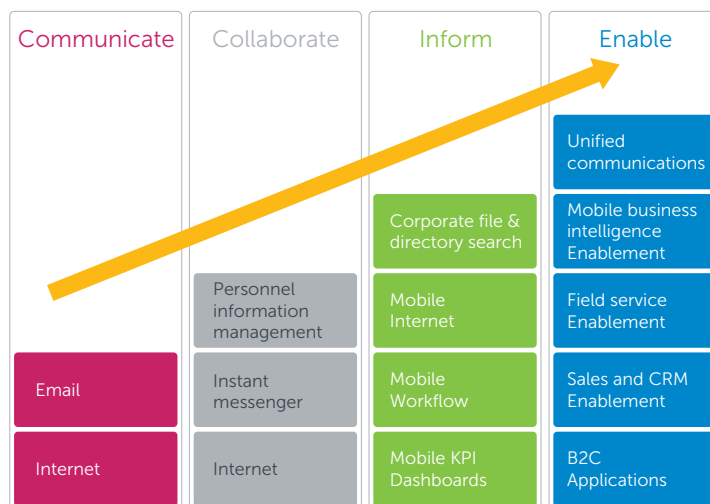 Communicate
Email
Internet
Collaborate
Personnel
information
management
Instant
messenger
Internet
Inform
Corporate file &
directory search
Mobile
Internet
Mobile
Workflow
Mobile KPI
Dashboards
Enable
Unified
communications
Mobile business
intelligence
Enablement
Field service
Enablement
Sales and CRM
Enablement
B2C
Applications